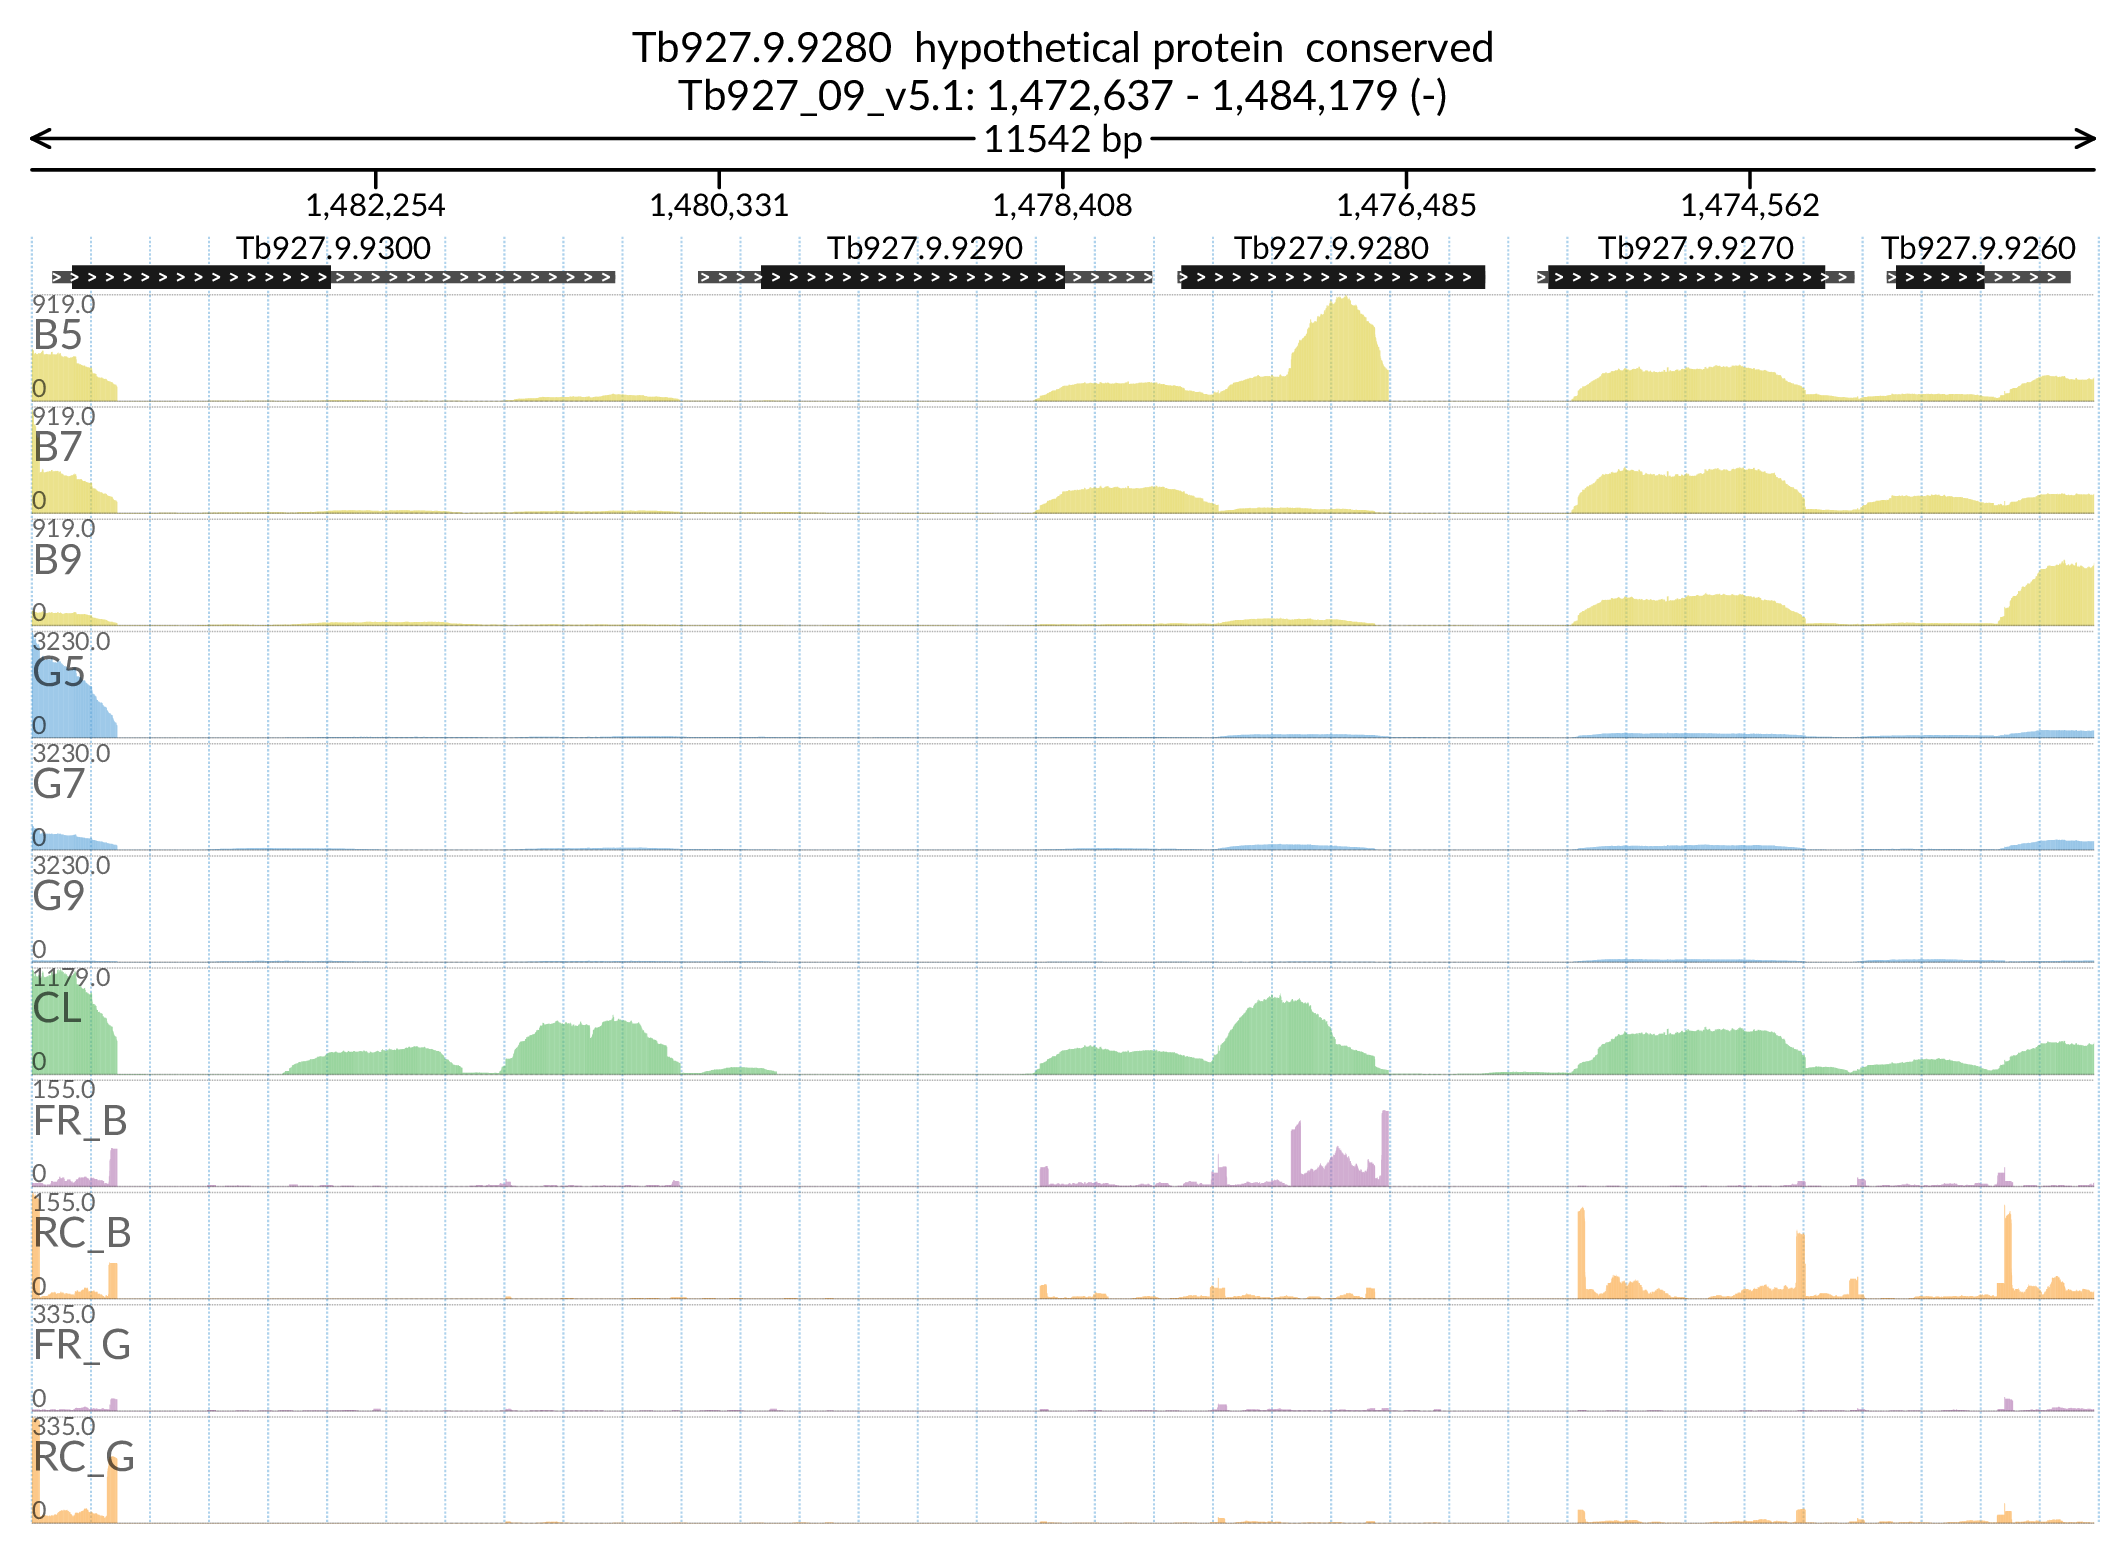 Tb927.9.9280 hypothetical protein conserved
Tb927_09_v5.1: 1,472,637 - 1,484,179 (-)
11542 bp
1,482,254 1,480,331 1,478,408 1,476,485 1,474,562
Tb927.9.9300 Tb927.9.9290 Tb927.9.9280 Tb927.9.9270 Tb927.9.9260
919.0
B5
0
919.0
B7
0
919.0
B9
0
3230.0
G5
0
3230.0
G7
0
3230.0
G9
0
1179.0
CL
0
155.0
FR_B
0
155.0
RC_B
0
335.0
FR_G
0
335.0
RC_G
0